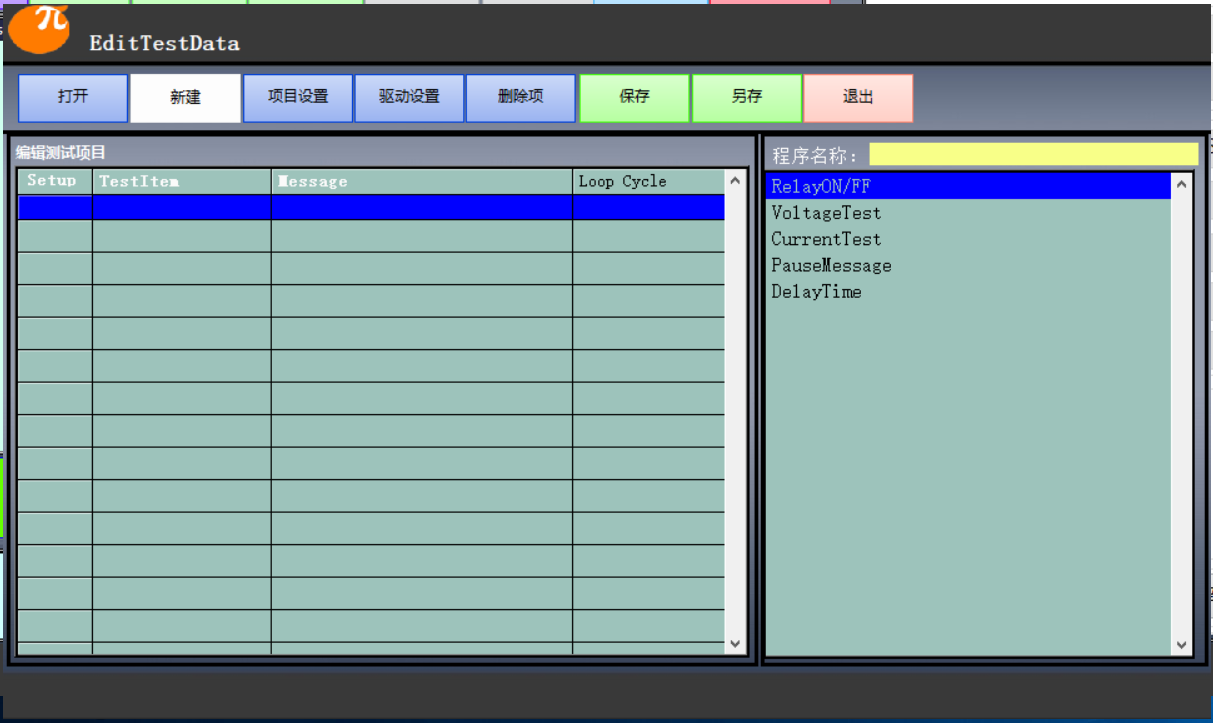 π
EditTestData
打开 新建 项目设置 驱动设置 删除项 保存 另存 退出
编辑测试项目
Setup TestItem Message Loop Cycle
程序名称:
RelayON/FF
VoltageTest
CurrentTest
PauseMessage
DelayTime